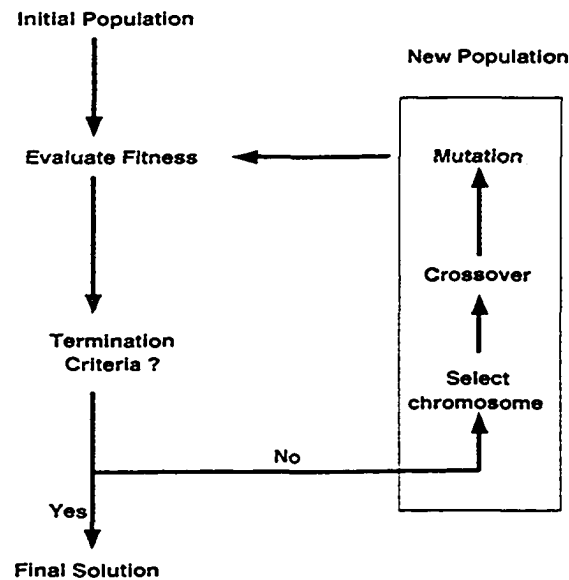 Initial Population
New Population
Evaluate Fitness
Mutation
Crossover
Termination
Criteria ?
Select
chromosome
No
Yes
Final Solution